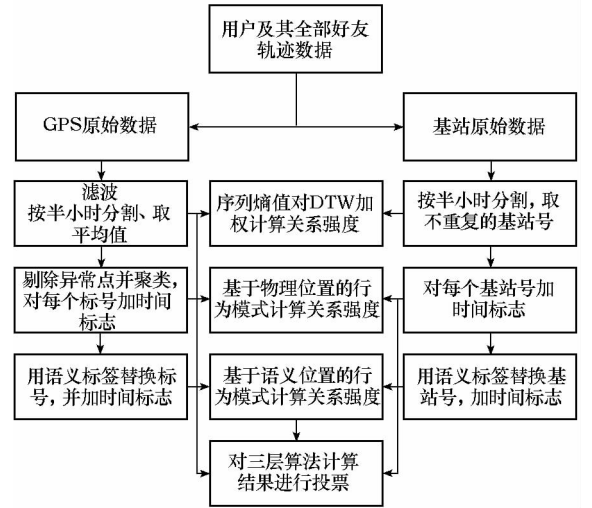 用户及其全部好友
轨迹数据
GPS原始数据
基站原始数据
滤波
按半小时分割、取
平均值
序列熵值对DTW加
权计算关系强度
按半小时分割,取
不重复的基站号
剔除异常点并聚类,
对每个标号加时间
标志
基于物理位置的行
为模式计算关系强度
对每个基站号加
时间标志
用语义标签替换标
号,并加时间标志
基于语义位置的行
为模式计算关系强度
用语义标签替换基
站号,加时间标志
对三层算法计算
结果进行投票